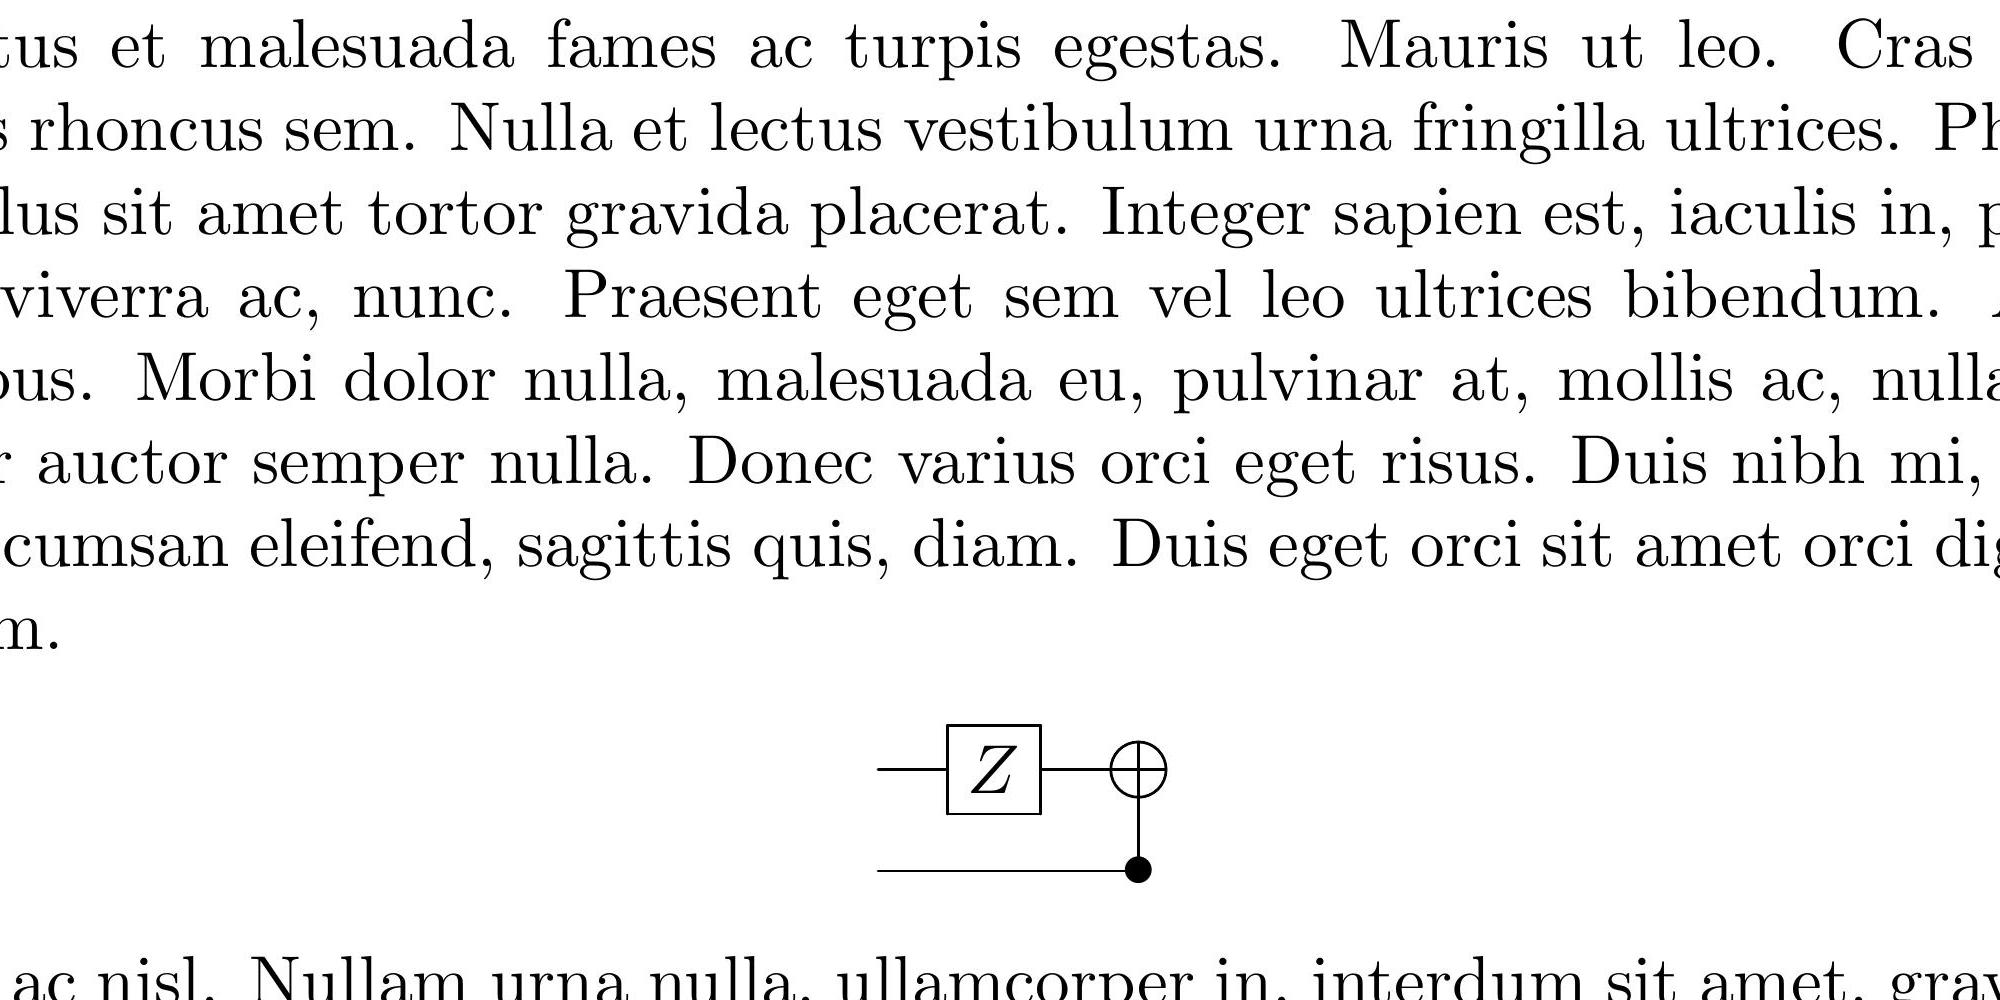 tus et malesuada fames ac turpis egestas. Mauris ut leo. Cras
s rhoncus sem. Nulla et lectus vestibulum urna fringilla ultrices. Ph
lus sit amet tortor gravida placerat. Integer sapien est, iaculis in, p
viverra ac, nunc. Praesent eget sem vel leo ultrices bibendum.
bus. Morbi dolor nulla, malesuada eu, pulvinar at, mollis ac, nulla
r auctor semper nulla. Donec varius orci eget risus. Duis nibh mi,
cumsan eleifend, sagittis quis, diam. Duis eget orci sit amet orci dig
m.
Z
ac nisl. Nullam urna nulla, ullamcorper in, interdum sit amet, grav